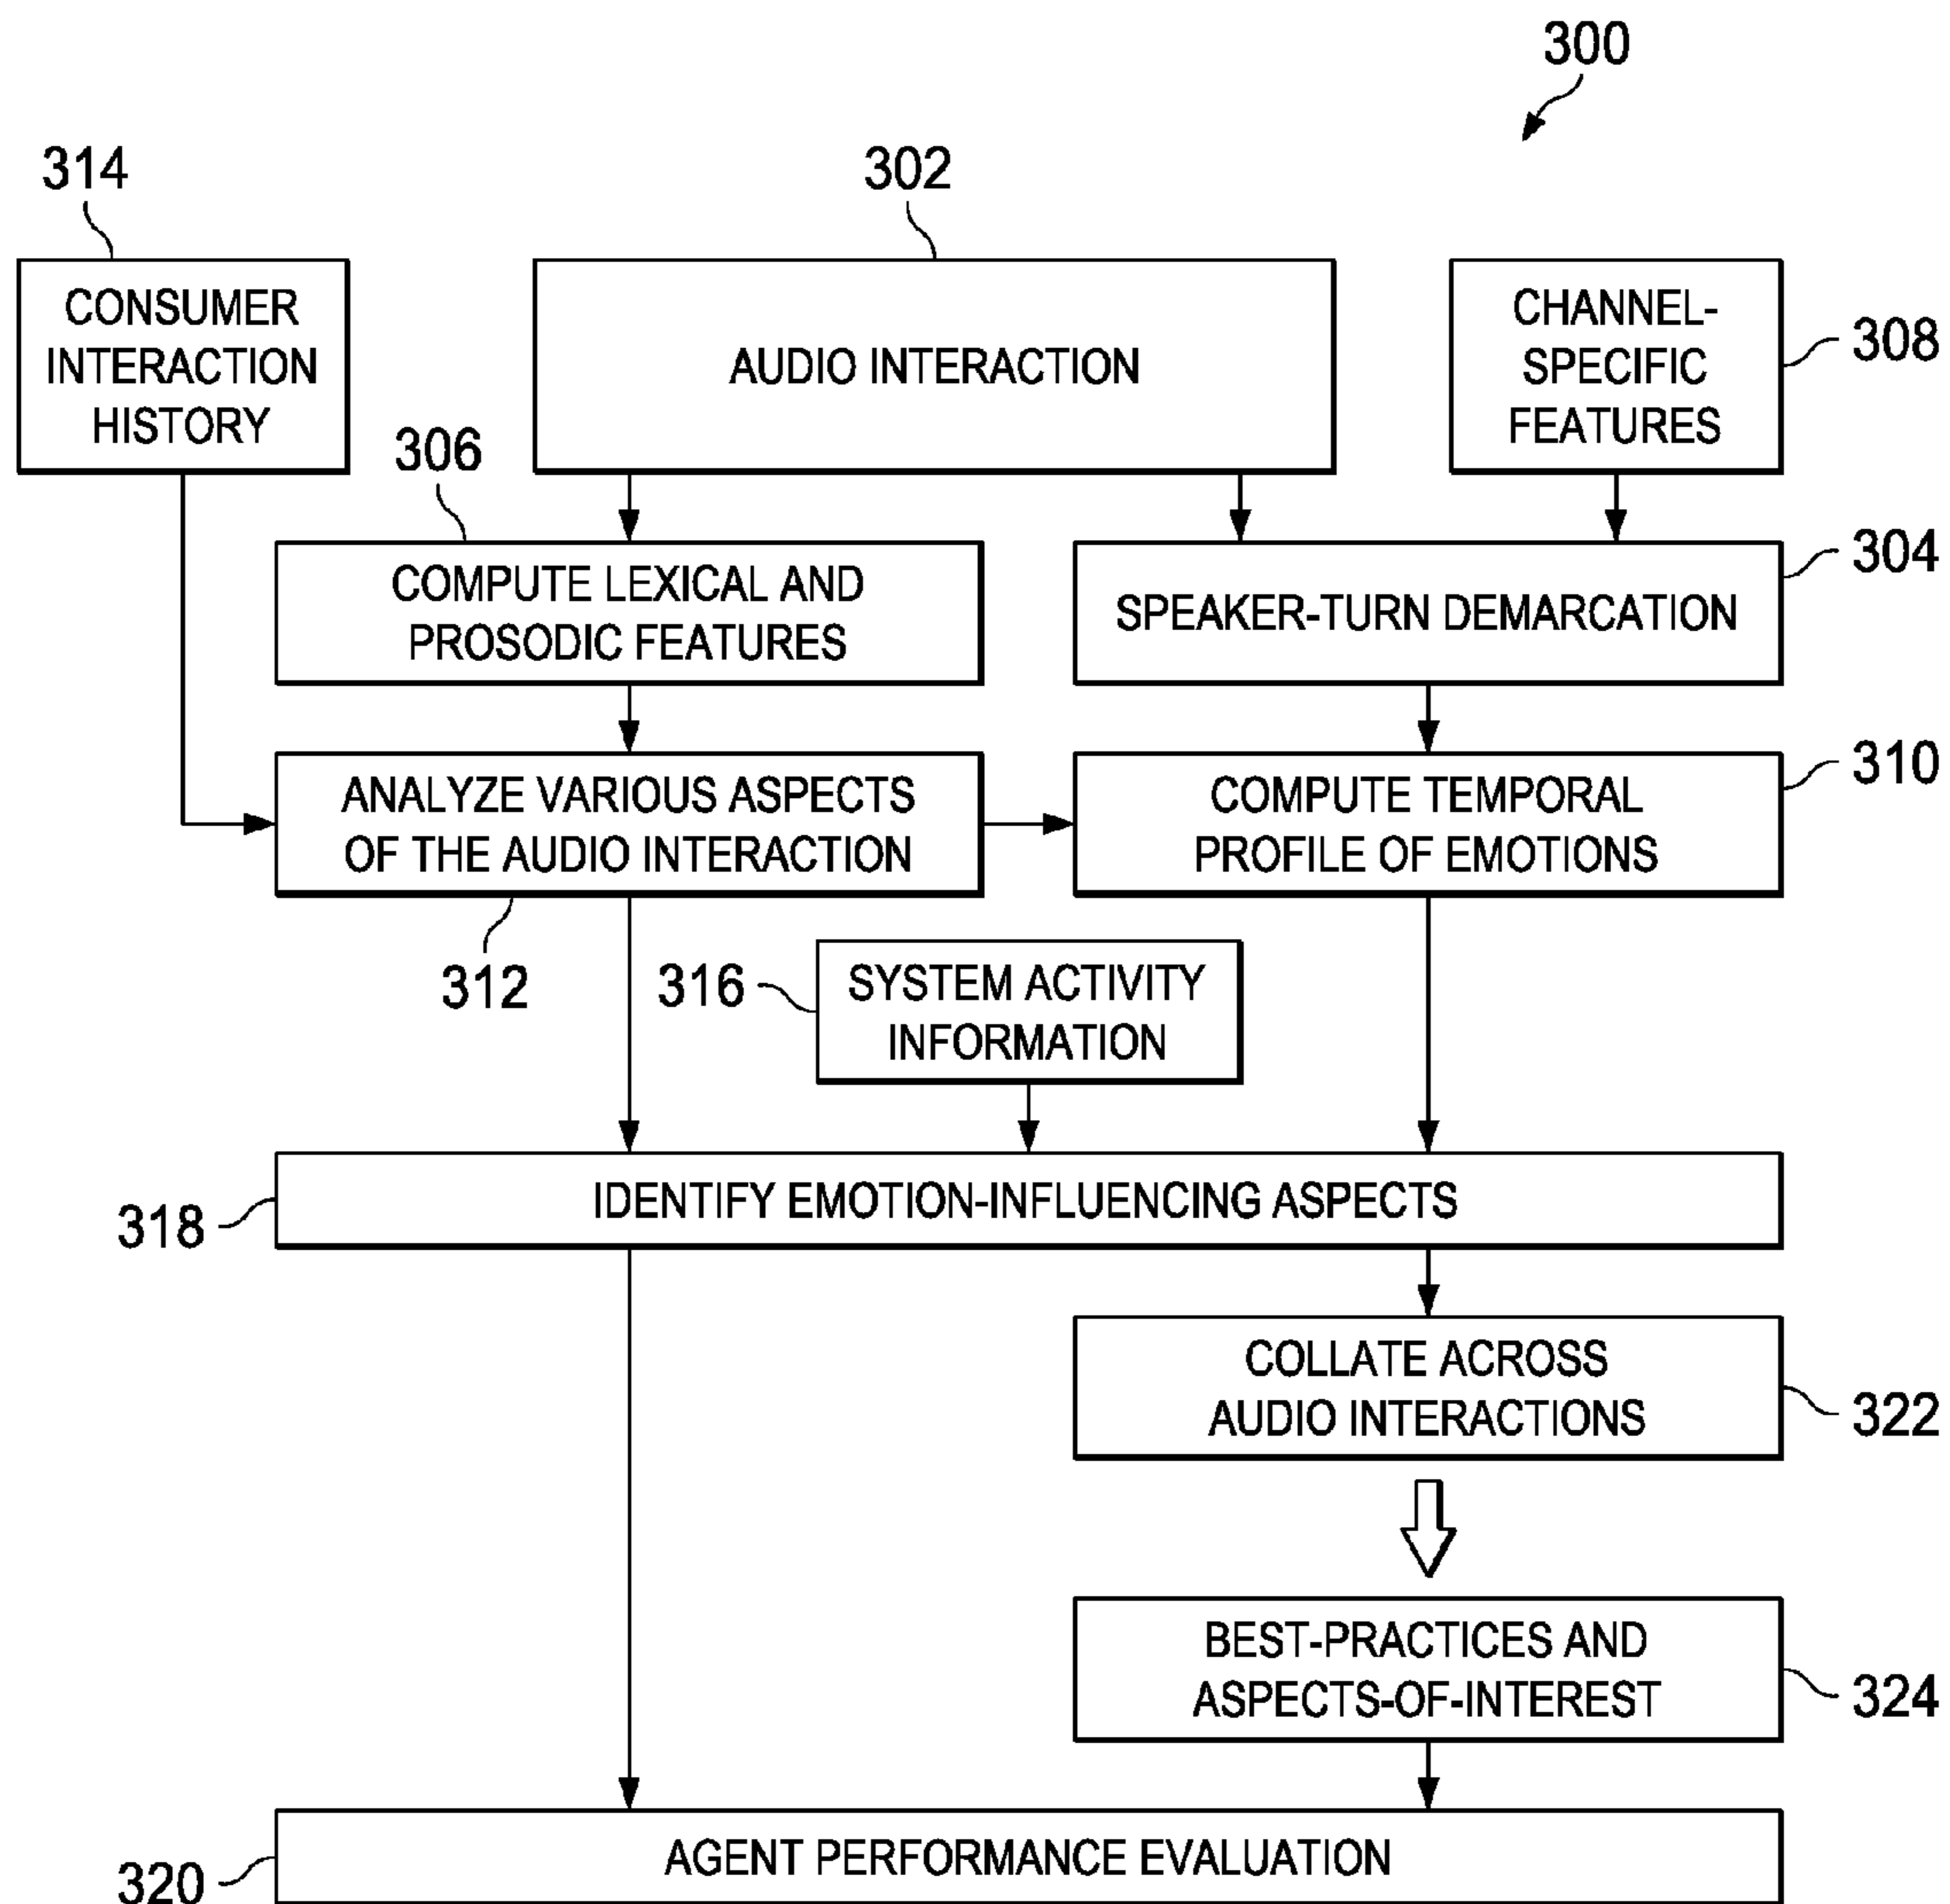 300
314
302
CONSUMER
INTERACTION
HISTORY
AUDIO INTERACTION
CHANNEL-
SPECIFIC
FEATURES
308
306
COMPUTE LEXICAL AND
PROSODIC FEATURES
SPEAKER-TURN DEMARCATION
304
ANALYZE VARIOUS ASPECTS
OF THE AUDIO INTERACTION
COMPUTE TEMPORAL
PROFILE OF EMOTIONS
310
312
316
SYSTEM ACTIVITY
INFORMATION
IDENTIFY EMOTION-INFLUENCING ASPECTS
318
COLLATE ACROSS
AUDIO INTERACTIONS
322
BEST-PRACTICES AND
ASPECTS-OF-INTEREST
324
AGENT PERFORMANCE EVALUATION
320